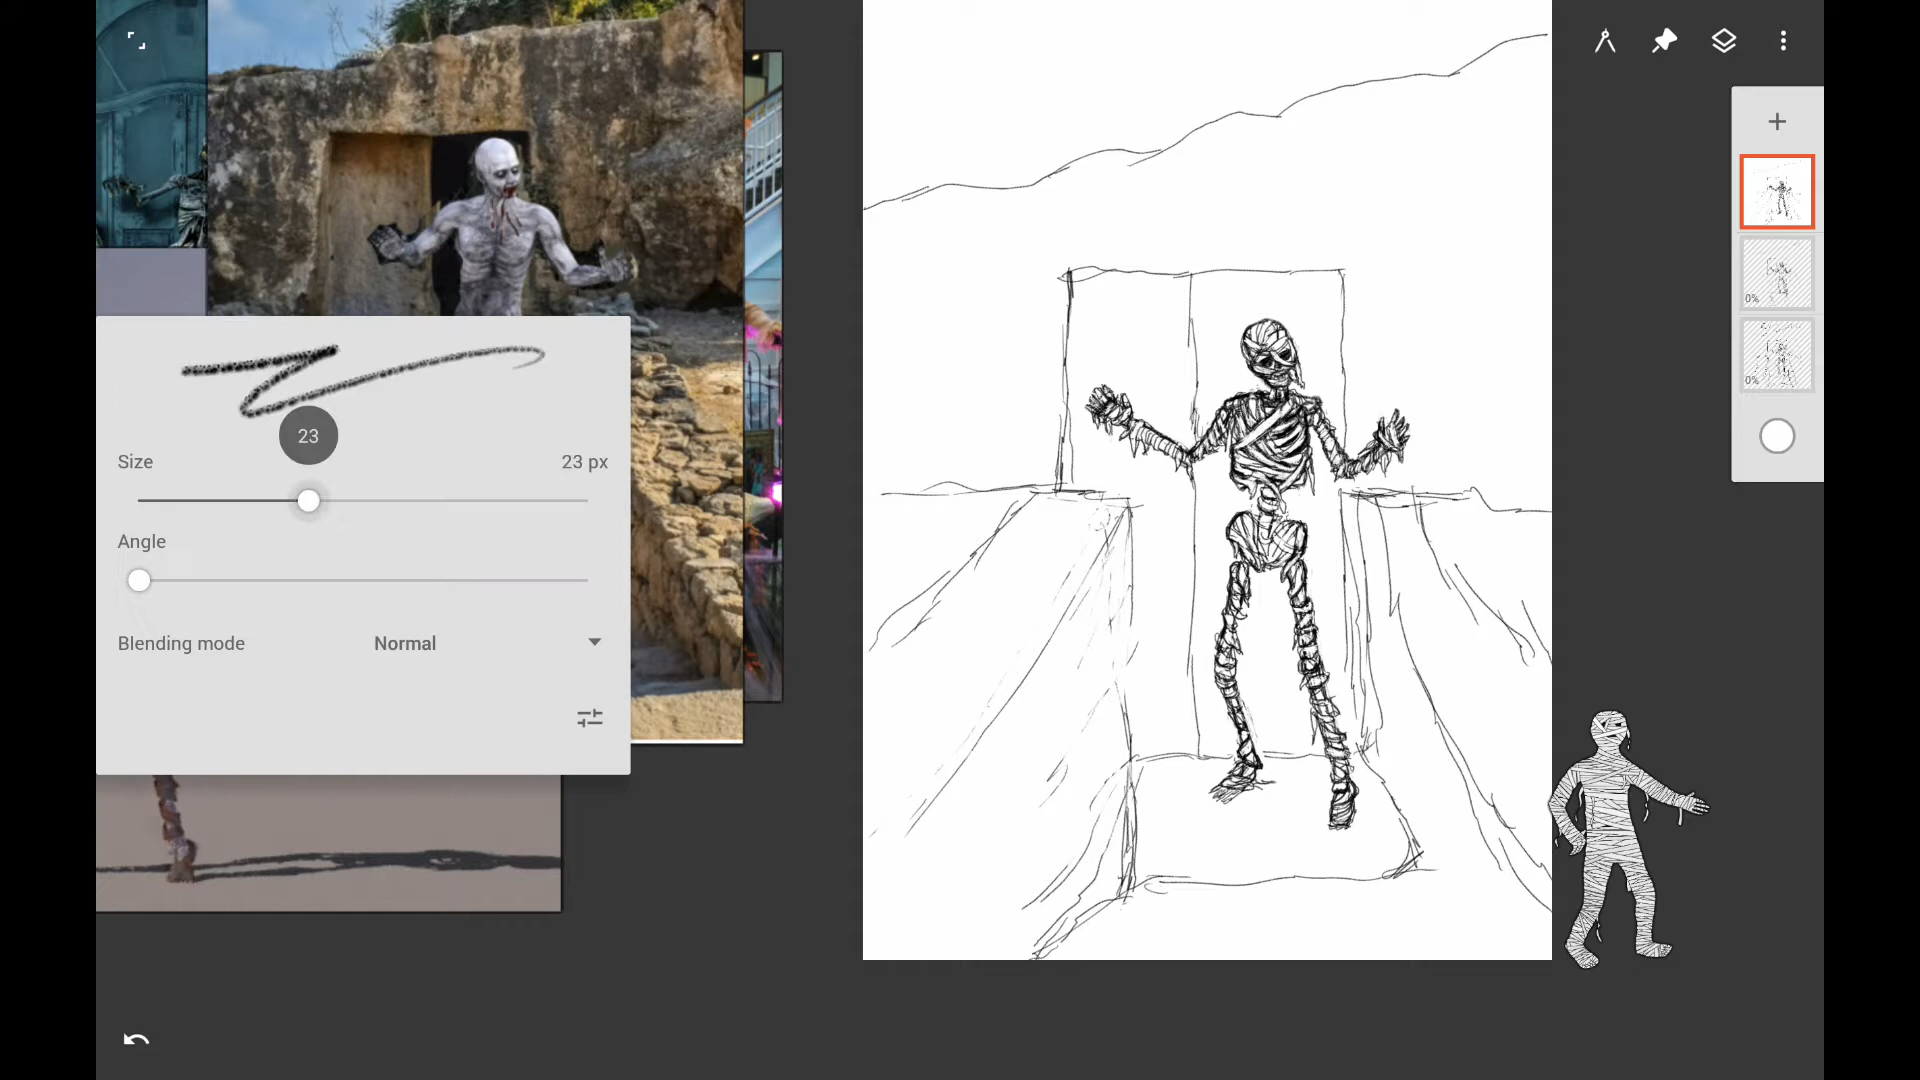 23
Size
23 px
Angle
Blending mode
Normal
0%
0%